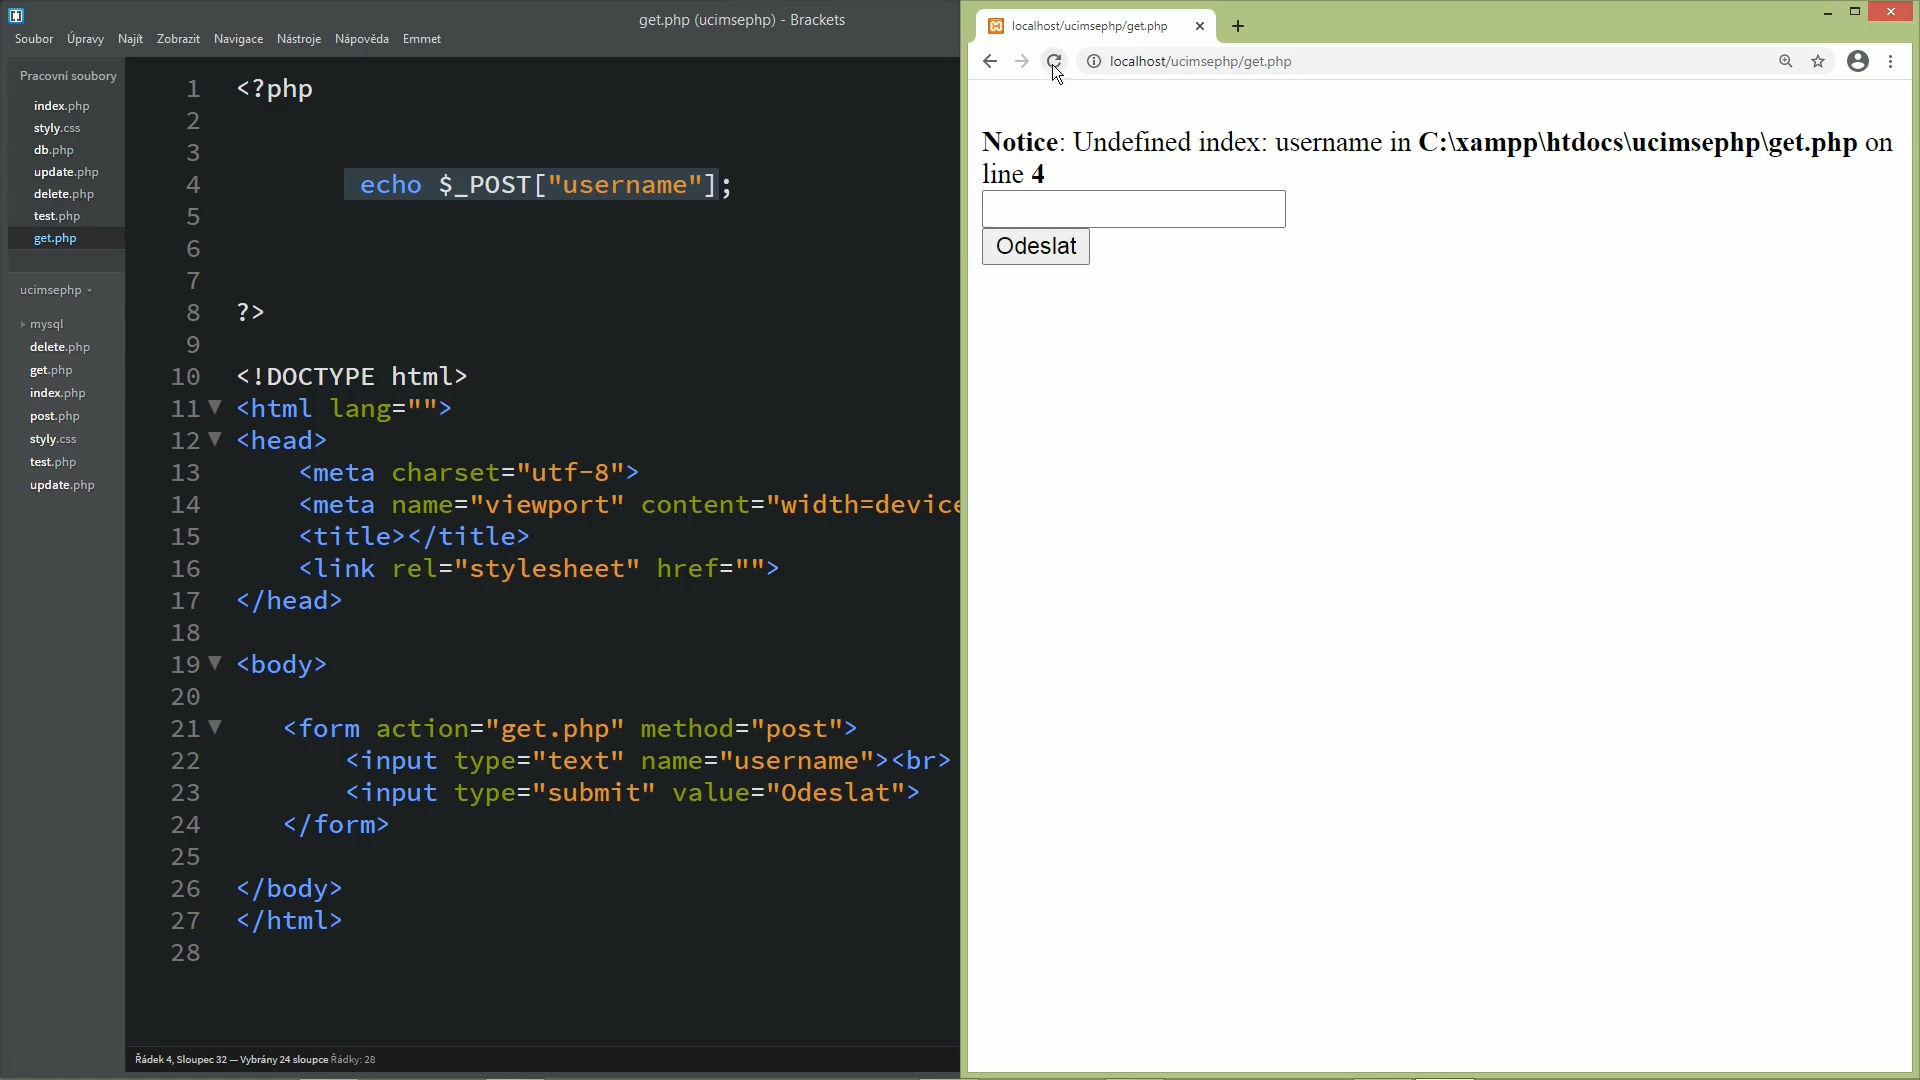 get.php (ucimsephp) - Brackets
Soubor Úpravy Najít Zobrazit Navigace Nástroje Nápověda Emmet
Pracovní soubory
index.php
styly.css
db.php
update.php
delete.php
test.php
get.php
ucimsephp
mysql
delete.php
get.php
index.php
post.php
styly.css
test.php
update.php
1 <?php
2
3
4 echo $_POST["username"];
5
6
7
8 ?>
9
10 <!DOCTYPE html>
11 <html lang="">
12 <head>
13 <meta charset="utf-8">
14 <meta name="viewport" content="width=device
15 <title></title>
16 <link rel="stylesheet" href="">
17 </head>
18
19 <body>
20
21 <form action="get.php" method="post">
22 <input type="text" name="username"><br>
23 <input type="submit" value="Odeslat">
24 </form>
25
26 </body>
27 </html>
28
Řádek 4, Sloupec 32 — Vybrány 24 sloupce Řádky: 28
localhost/ucimsephp/get.php
localhost/ucimsephp/get.php
Notice: Undefined index: username in C:\xampp\htdocs\ucimsephp\get.php on
line 4
Odeslat